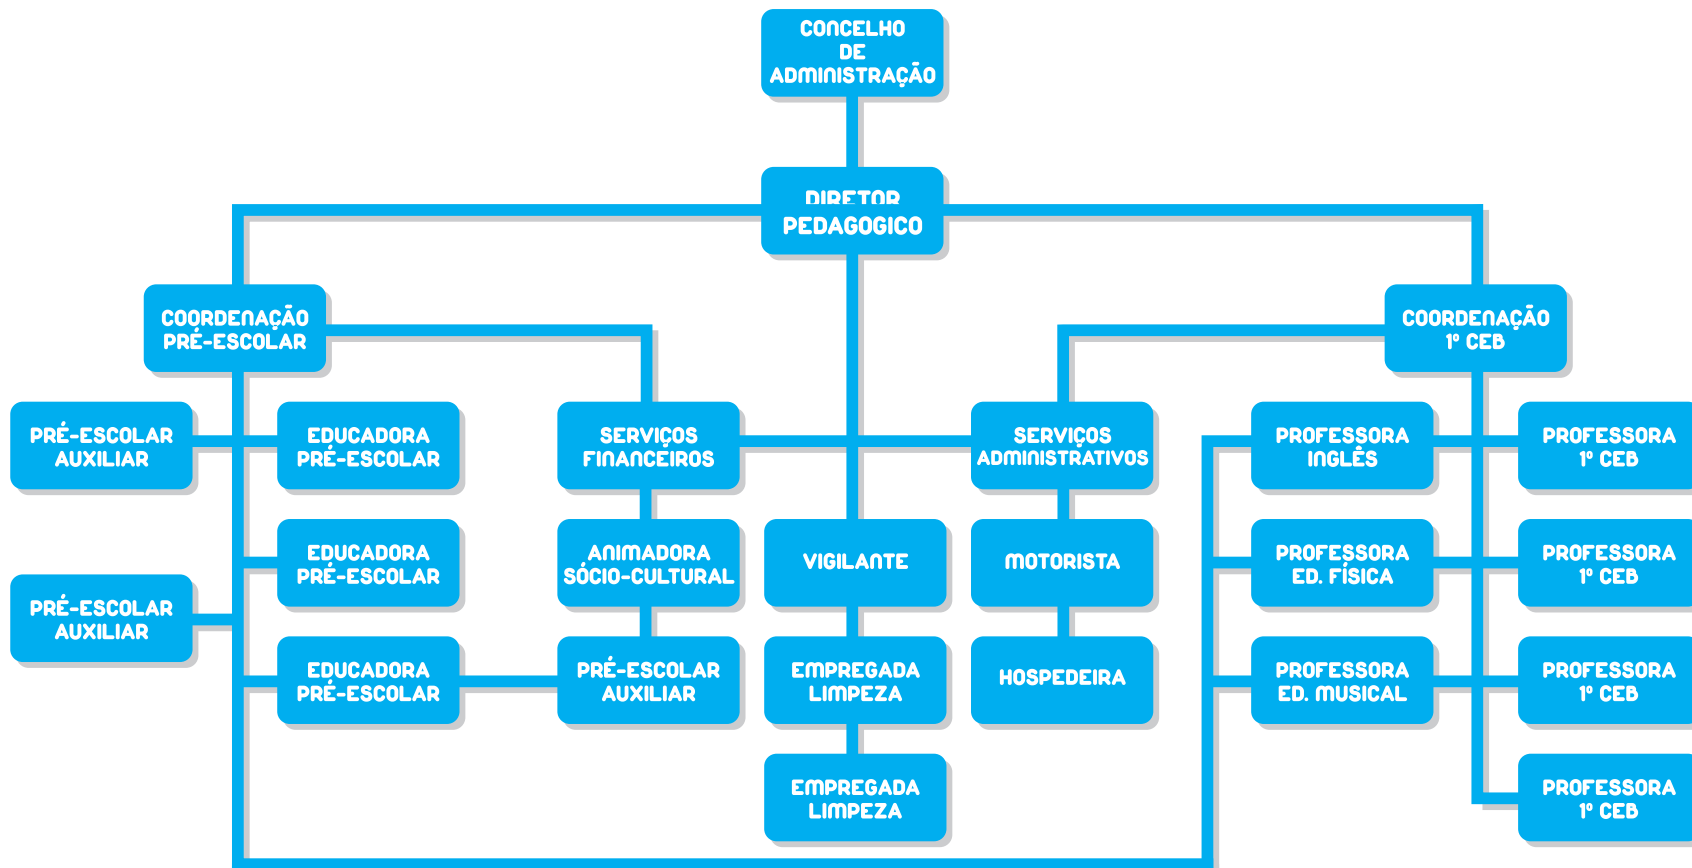 CONCELHO
DE
ADMINISTRAÇÃO
DIRETOR
PEDAGOGICO
COORDENAÇÃO
PRÉ-ESCOLAR
COORDENAÇÃO
1º CEB
PRÉ-ESCOLAR
AUXILIAR
EDUCADORA
PRÉ-ESCOLAR
SERVIÇOS
FINANCEIROS
SERVIÇOS
ADMINISTRATIVOS
PROFESSORA
INGLÊS
PROFESSORA
1º CEB
EDUCADORA
PRÉ-ESCOLAR
ANIMADORA
SÓCIO-CULTURAL
VIGILANTE
MOTORISTA
PROFESSORA
ED. FÍSICA
PROFESSORA
1º CEB
PRÉ-ESCOLAR
AUXILIAR
EDUCADORA
PRÉ-ESCOLAR
PRÉ-ESCOLAR
AUXILIAR
EMPREGADA
LIMPEZA
HOSPEDEIRA
PROFESSORA
ED. MUSICAL
PROFESSORA
1º CEB
EMPREGADA
LIMPEZA
PROFESSORA
1º CEB